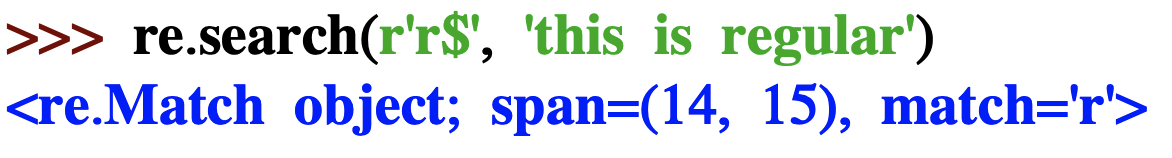 >>> re.search(r'r$', 'this is regular')
<re.Match object; span=(14, 15), match='r'>